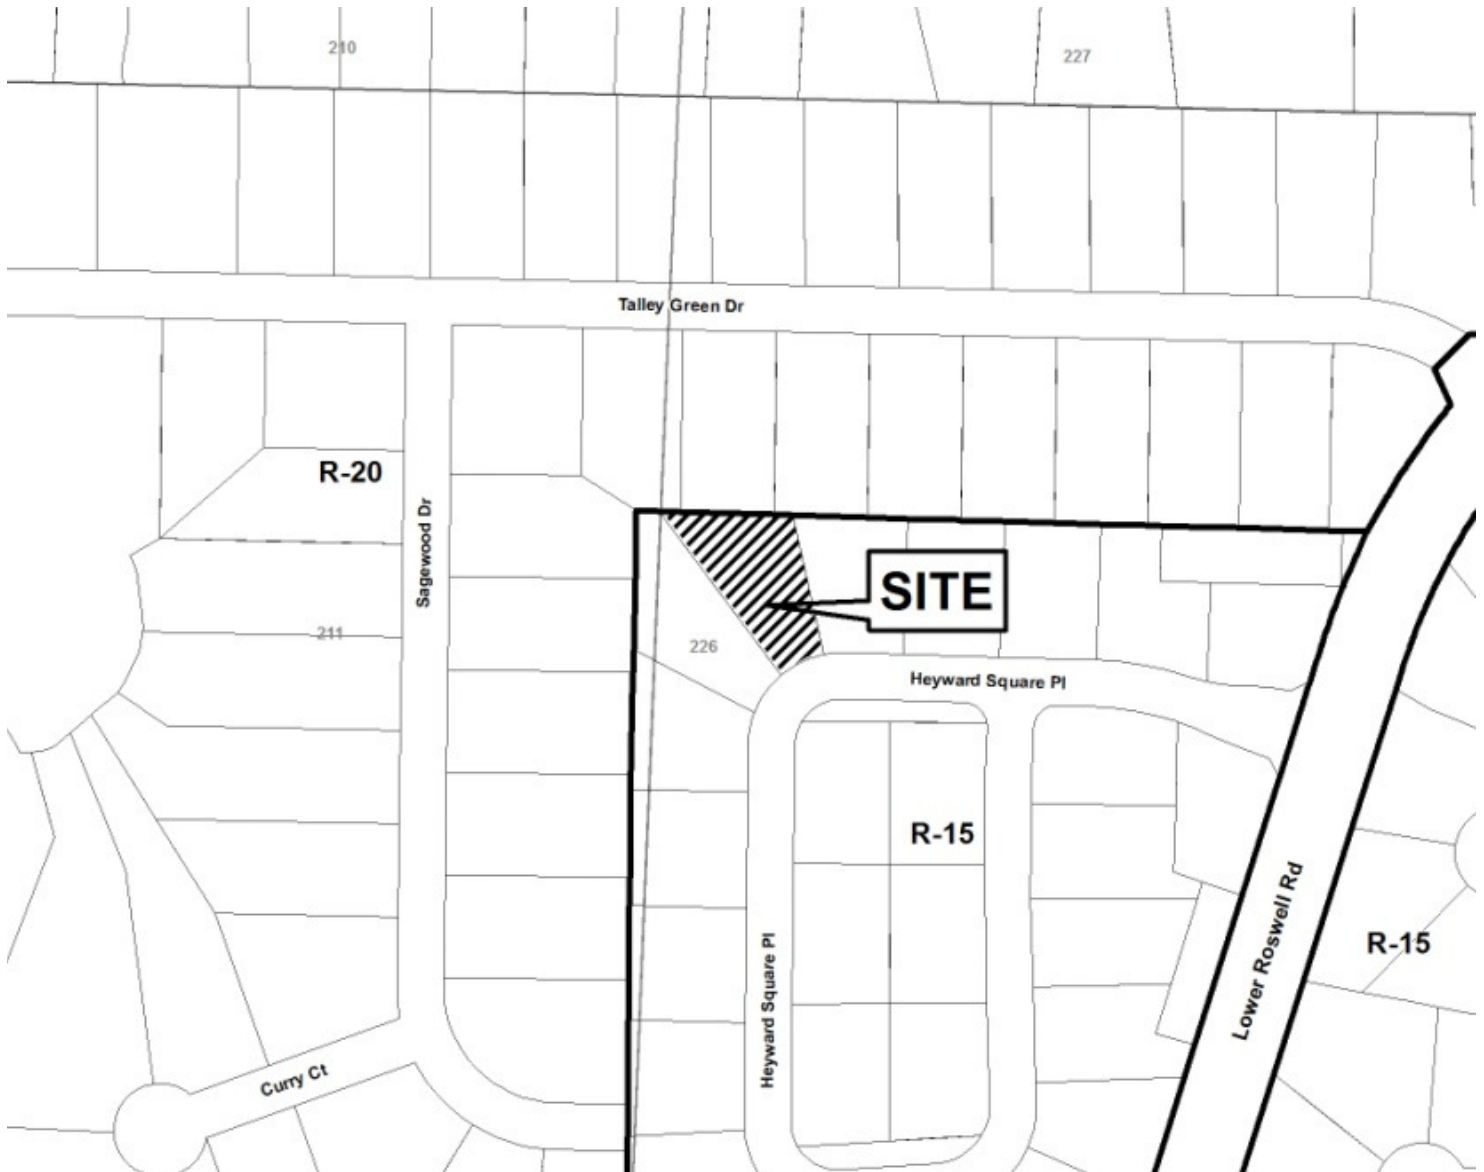 210
227
Talley Green Dr
R-20
Sagewood Dr
SITE
211
226
Heyward Square Pl
R-15
Lower Roswell Rd
R-15
Heyward Square Pl
Curry Ct